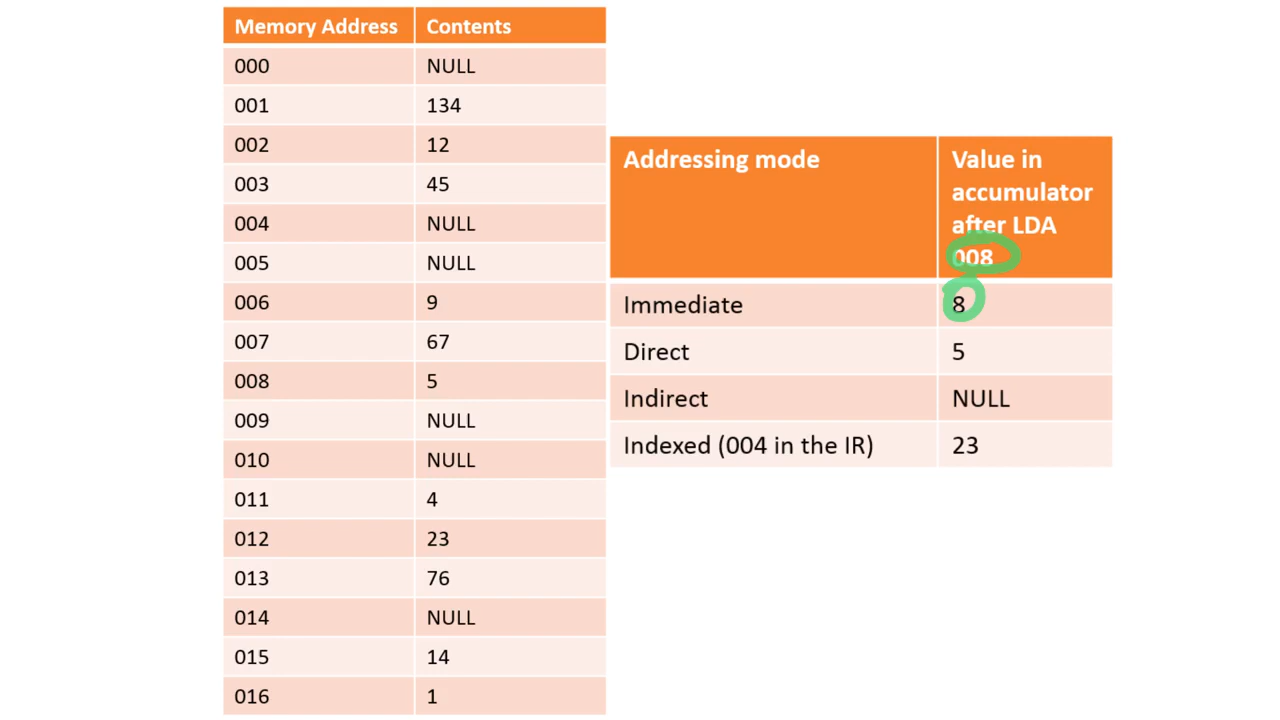 Memory Address Contents
000 NULL
001 134
002 12
003 45
004 NULL
005 NULL
006 9
007 67
008 5
009 NULL
010 NULL
011 4
012 23
013 76
014 NULL
015 14
016 1
Addressing mode Value in
accumulator
after LDA
008
Immediate 8
Direct 5
Indirect NULL
Indexed (004 in the IR) 23